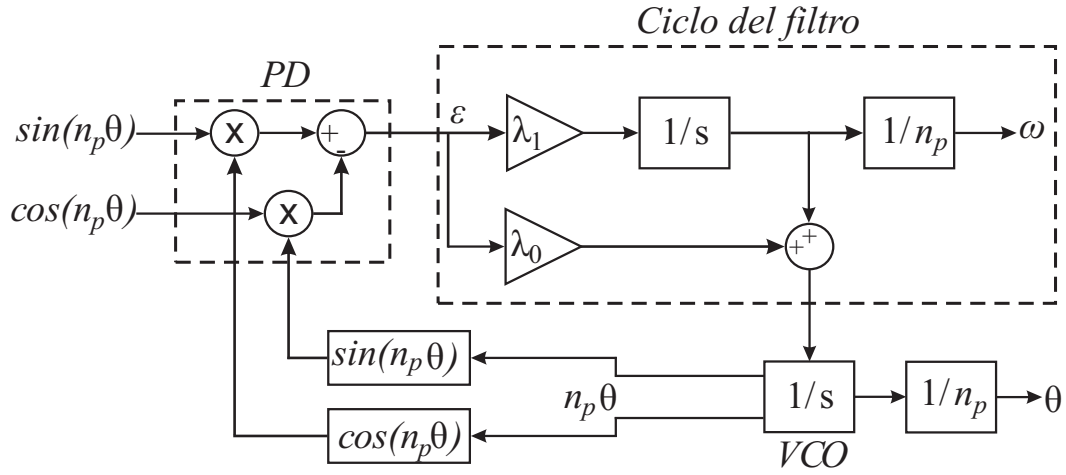 Ciclo del filtro
PD
sin(nₚθ)
x
+
-
ε
λ₁
1/s
1/nₚ
ω
cos(nₚθ)
x
λ₀
+
+
sin(nₚθ)
nₚθ
1/s
1/nₚ
θ
cos(nₚθ)
VCO